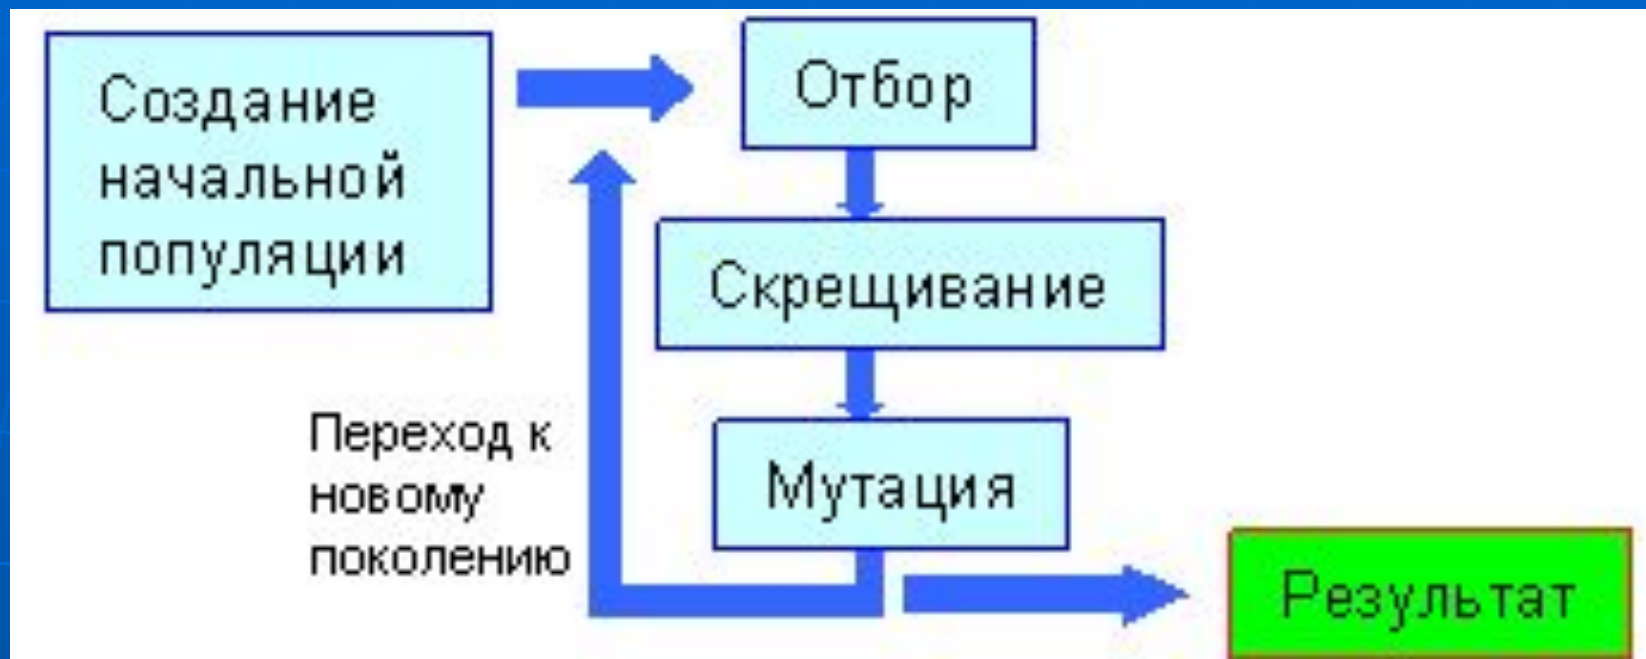 Создание
начальной
популяции
Отбор
Скрещивание
Мутация
Переход к
новому
поколению
Результат